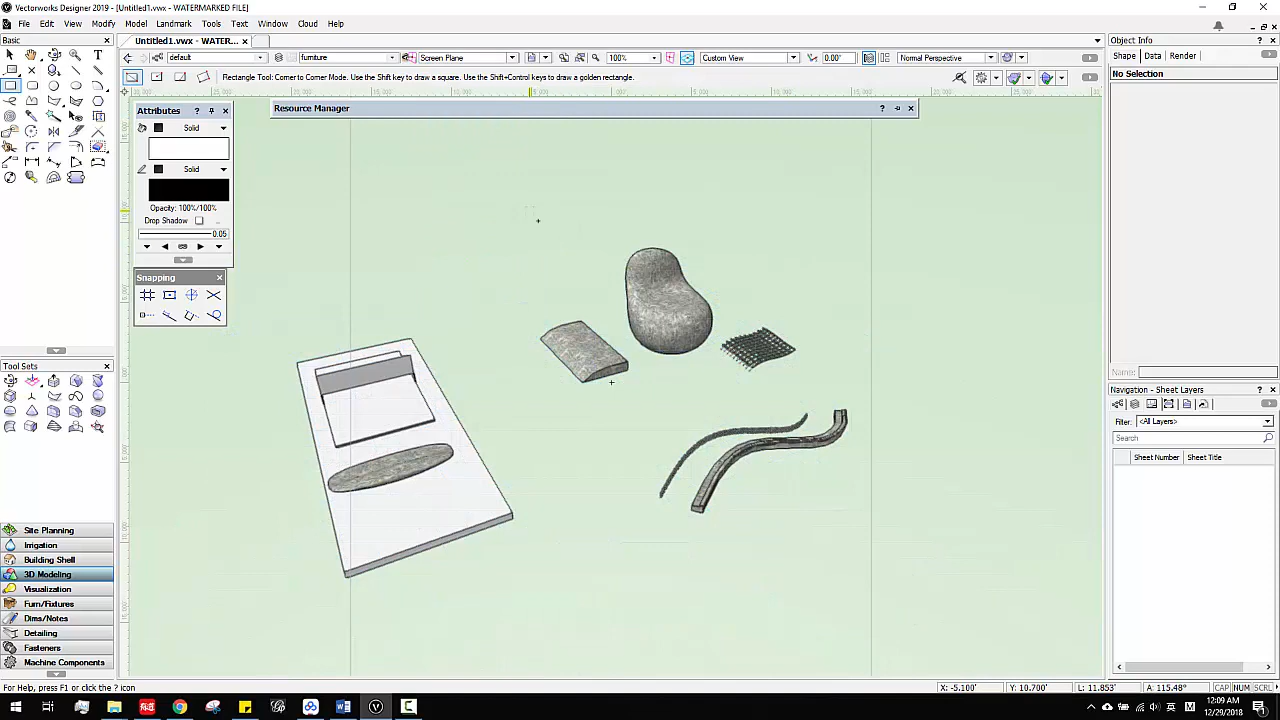 Vectorworks Designer 2019 - [Untitled1.vwx - WATERMARKED FILE]
File Edit View Modify Model Landmark Tools Text Window Cloud Help
Basic
Untitled1.vwx - WATER...
default
furniture
Screen Plane
100%
Custom View
0.00°
Normal Perspective
Rectangle Tool: Corner to Corner Mode. Use the Shift key to draw a square. Use the Shift+Control keys to draw a golden rectangle.
Attributes
Solid
Solid
Opacity: 100%/100%
Drop Shadow
0.05
Snapping
Resource Manager
Object Info
Shape Data Render
No Selection
Name:
Navigation - Sheet Layers
Filter: <All Layers>
Search
Sheet Number Sheet Title
Tool Sets
Site Planning
Irrigation
Building Shell
3D Modeling
Visualization
Furn/Fixtures
Dims/Notes
Detailing
Fasteners
Machine Components
For Help, press F1 or click the ? icon
X: -5.100' Y: 10.700' L: 11.853' A: 115.48° CAP NUM SCRL
12:09 AM
12/29/2018